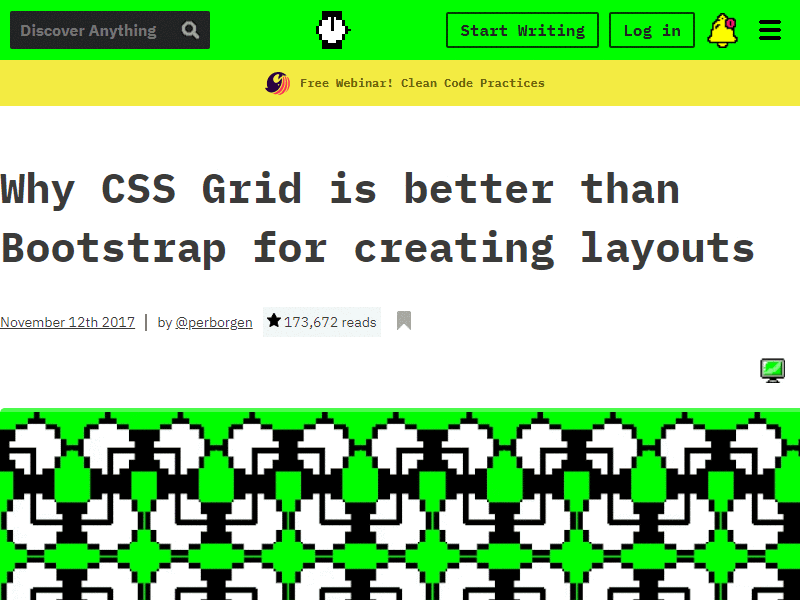 Discover Anything
Start Writing
Log in
Free Webinar! Clean Code Practices
Why CSS Grid is better than
Bootstrap for creating layouts
November 12th 2017 | by @perborgen 173,672 reads